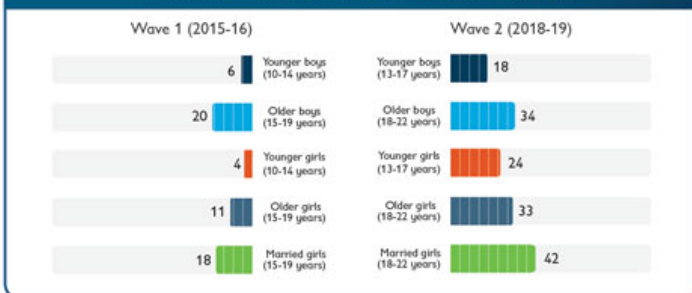 Wave 1 (2015-16)
6
Younger boys
(10-14 years)
20
Older boys
(15-19 years)
4
Younger girls
(10-14 years)
11
Older girls
(15-19 years)
18
Married girls
(15-19 years)
Wave 2 (2018-19)
Younger boys
(13-17 years)
18
Older boys
(18-22 years)
34
Younger girls
(13-17 years)
24
Older girls
(18-22 years)
33
Married girls
(18-22 years)
42